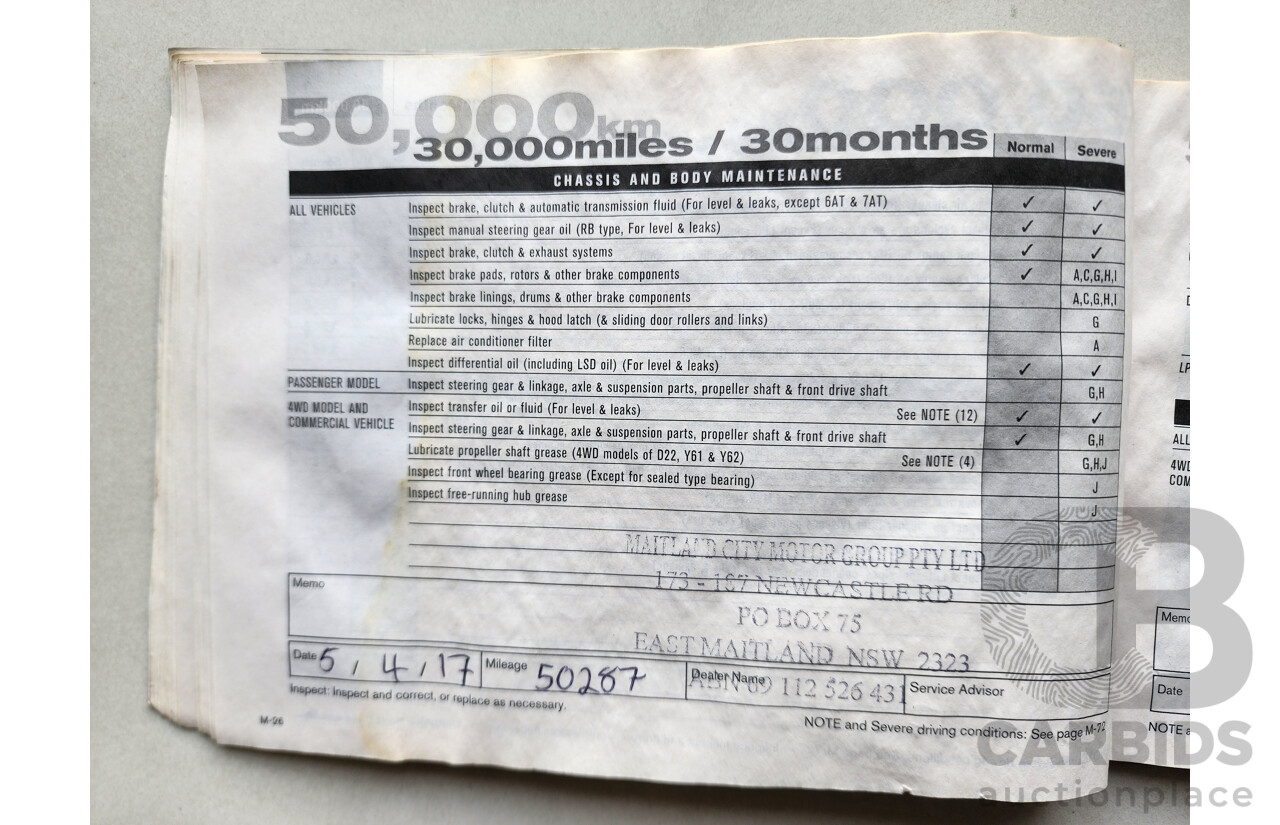 50,000km
30,000miles / 30months
Normal Severe
CHASSIS AND BODY MAINTENANCE
ALL VEHICLES Inspect brake, clutch & automatic transmission fluid (For level & leaks, except 6AT & 7AT) ✓ ✓
Inspect manual steering gear oil (RB type, For level & leaks) ✓ ✓
Inspect brake, clutch & exhaust systems ✓ ✓
Inspect brake pads, rotors & other brake components ✓ A,C,G,H,I
Inspect brake linings, drums & other brake components A,C,G,H,I
Lubricate locks, hinges & hood latch (& sliding door rollers and links) G
Replace air conditioner filter A
Inspect differential oil (including LSD oil) (For level & leaks) ✓ ✓
PASSENGER MODEL Inspect steering gear & linkage, axle & suspension parts, propeller shaft & front drive shaft G,H
4WD MODEL AND Inspect transfer oil or fluid (For level & leaks) See NOTE (12) ✓ ✓
COMMERCIAL VEHICLE Inspect steering gear & linkage, axle & suspension parts, propeller shaft & front drive shaft ✓ G,H
Lubricate propeller shaft grease (4WD models of D22, Y61 & Y62) See NOTE (4) G,H,J
Inspect front wheel bearing grease (Except for sealed type bearing) J
Inspect free-running hub grease J
MAITLAND CITY MOTOR GROUP PTY LTD
173 - 187 NEWCASTLE RD
PO BOX 75
EAST MAITLAND NSW 2323
ABN 69 112 526 431
Memo
Date 5 / 4 / 17 Mileage 50287 Dealer Name Service Advisor
Inspect: Inspect and correct, or replace as necessary.
M-26
NOTE and Severe driving conditions: See page M-72
LP
ALL
4WD
COM
Memo
Date
NOTE a
CB
CARBIDS
auctionplace